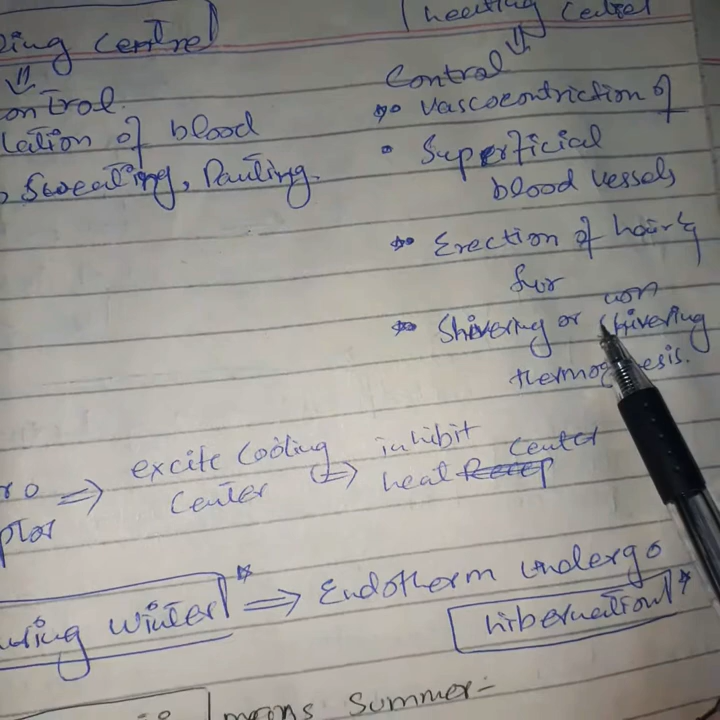 ling centre
heating center
ontrol
lation of blood
, Sweating, Panting.
Control
vascocontriction of
• Superficial
blood vessels
Erection of hair &
fur
non
Shivering or shivering
thermogenesis.
ro ⇒ excite cooling ⇒ inhibit center
ptor center heat
uring winter * ⇒ Endotherm undergo
hibernation *
means summer-